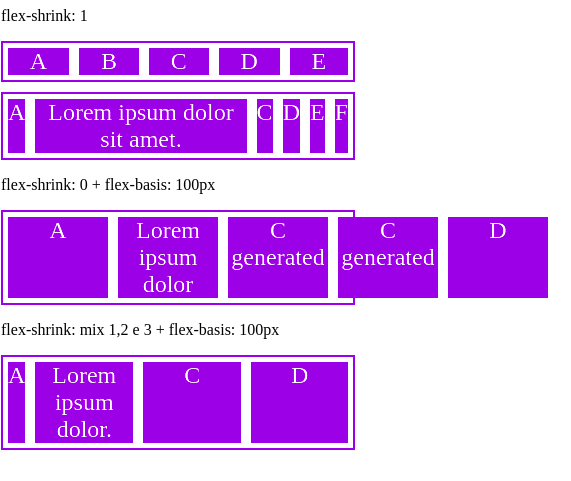 flex-shrink: 1
A B C D E
A Lorem ipsum dolor C D E F
sit amet.
flex-shrink: 0 + flex-basis: 100px
A Lorem C C D
ipsum generated generated
dolor
flex-shrink: mix 1,2 e 3 + flex-basis: 100px
A Lorem C D
ipsum
dolor.